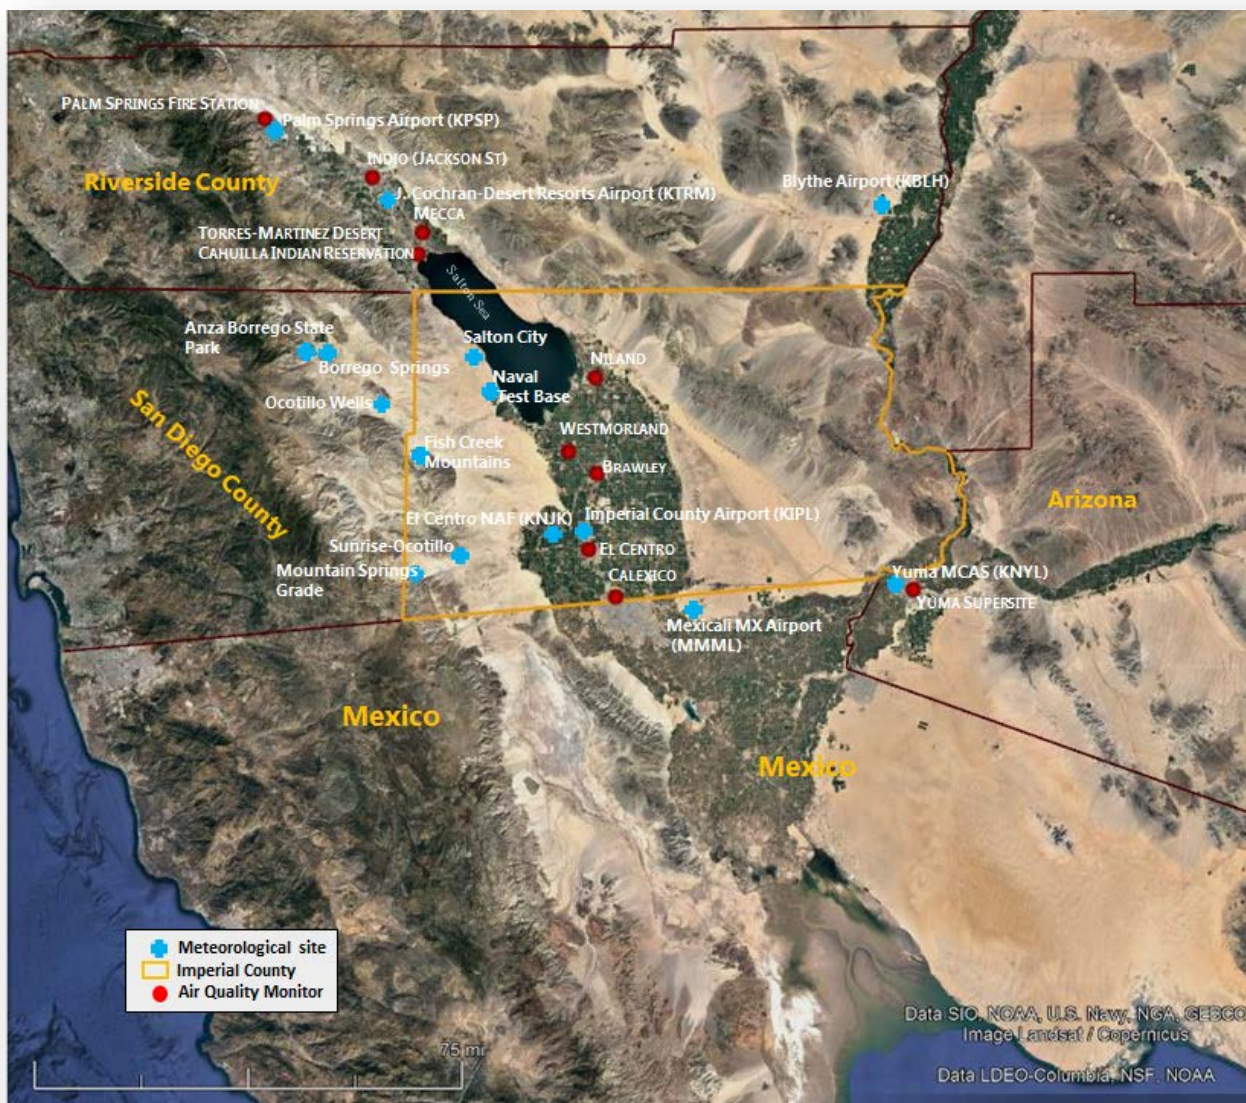 PALM SPRINGS FIRE STATION
Palm Springs Airport (KPSP)
INDIO (JACKSON ST)
Riverside County
Blythe Airport (KBLH)
J. Cochran-Desert Resorts Airport (KTRM)
MECCA
TORRES-MARTINEZ DESERT
CAHUILLA INDIAN RESERVATION
Salton Sea
Anza Borrego State
Park
Salton City
Borrego Springs
NILAND
Naval
Test Base
Ocotillo Wells
San Diego County
WESTMORLAND
Fish Creek
Mountains
BRAWLEY
Arizona
El Centro NAF (KNJK)
Imperial County Airport (KIPL)
Sunrise-Ocotillo
EL CENTRO
Mountain Springs
Grade
CALEXICO
Yuma MCAS (KNYL)
YUMA SUPERSITE
Mexicali MX Airport
(MMML)
Mexico
Mexico
Meteorological site
Imperial County
Air Quality Monitor
75 mi
Data SIO, NOAA, U.S. Navy, NGA, GEBCO
Image Landsat / Copernicus
Data LDEO-Columbia, NSF, NOAA